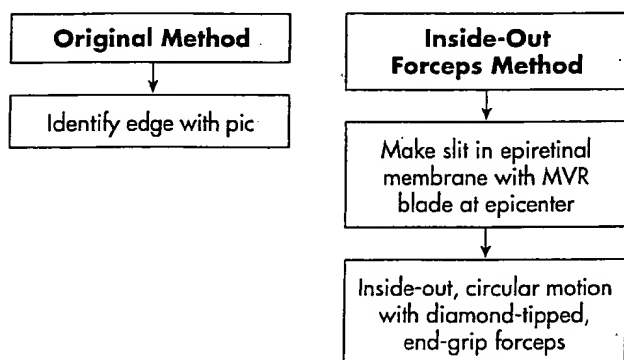 Original Method
Identify edge with pic
Inside-Out
Forceps Method
Make slit in epiretinal
membrane with MVR
blade at epicenter
Inside-out, circular motion
with diamond-tipped,
end-grip forceps